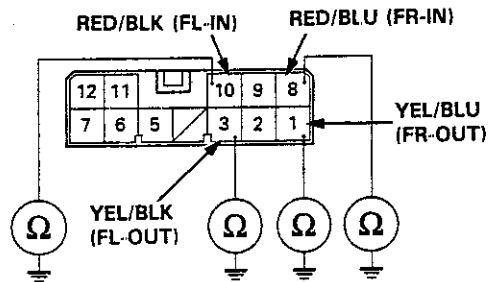 RED/BLK (FL-IN) RED/BLU (FR-IN)
12 11 10 9 8
7 6 5 3 2 1
YEL/BLU
(FR-OUT)
YEL/BLK
(FL-OUT)
Ω Ω Ω Ω